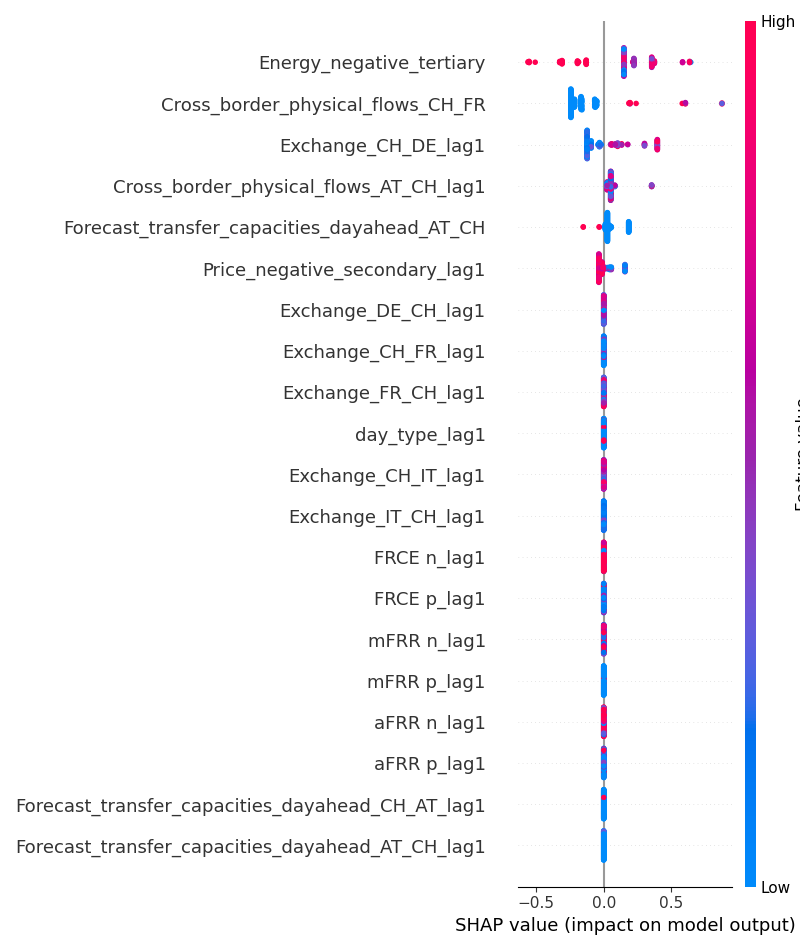 High
Energy_negative_tertiary
Cross_border_physical_flows_CH_FR
Exchange_CH_DE_lag1
Cross_border_physical_flows_AT_CH_lag1
Forecast_transfer_capacities_dayahead_AT_CH
Price_negative_secondary_lag1
Exchange_DE_CH_lag1
Exchange_CH_FR_lag1
Exchange_FR_CH_lag1
day_type_lag1
Exchange_CH_IT_lag1
Exchange_IT_CH_lag1
FRCE n_lag1
FRCE p_lag1
mFRR n_lag1
mFRR p_lag1
aFRR n_lag1
aFRR p_lag1
Forecast_transfer_capacities_dayahead_CH_AT_lag1
Forecast_transfer_capacities_dayahead_AT_CH_lag1
Feature value
Low
−0.5 0.0 0.5
SHAP value (impact on model output)